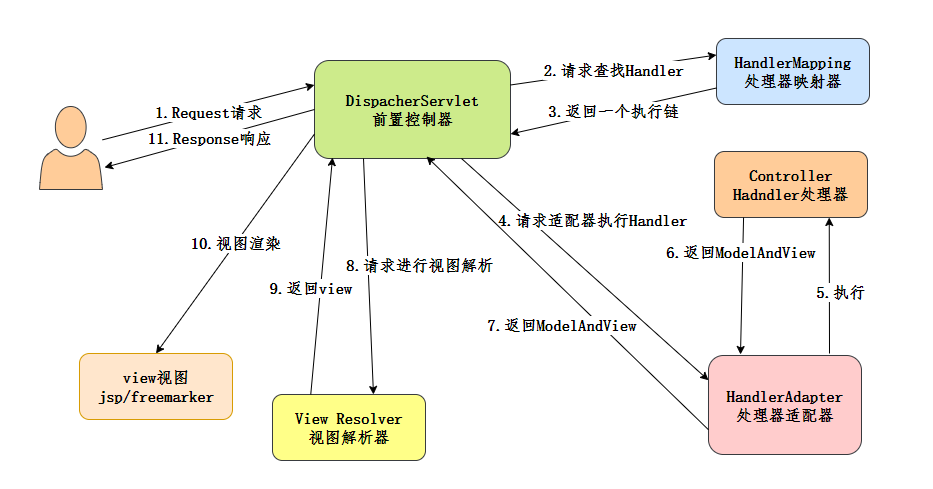 HandlerMapping
处理器映射器
2.请求查找Handler
DispacherServlet
前置控制器
1.Request请求
3.返回一个执行链
11.Response响应
Controller
Hadndler处理器
4.请求适配器执行Handler
10.视图渲染
6.返回ModelAndView
8.请求进行视图解析
9.返回view
5.执行
7.返回ModelAndView
view视图
jsp/freemarker
HandlerAdapter
处理器适配器
View Resolver
视图解析器